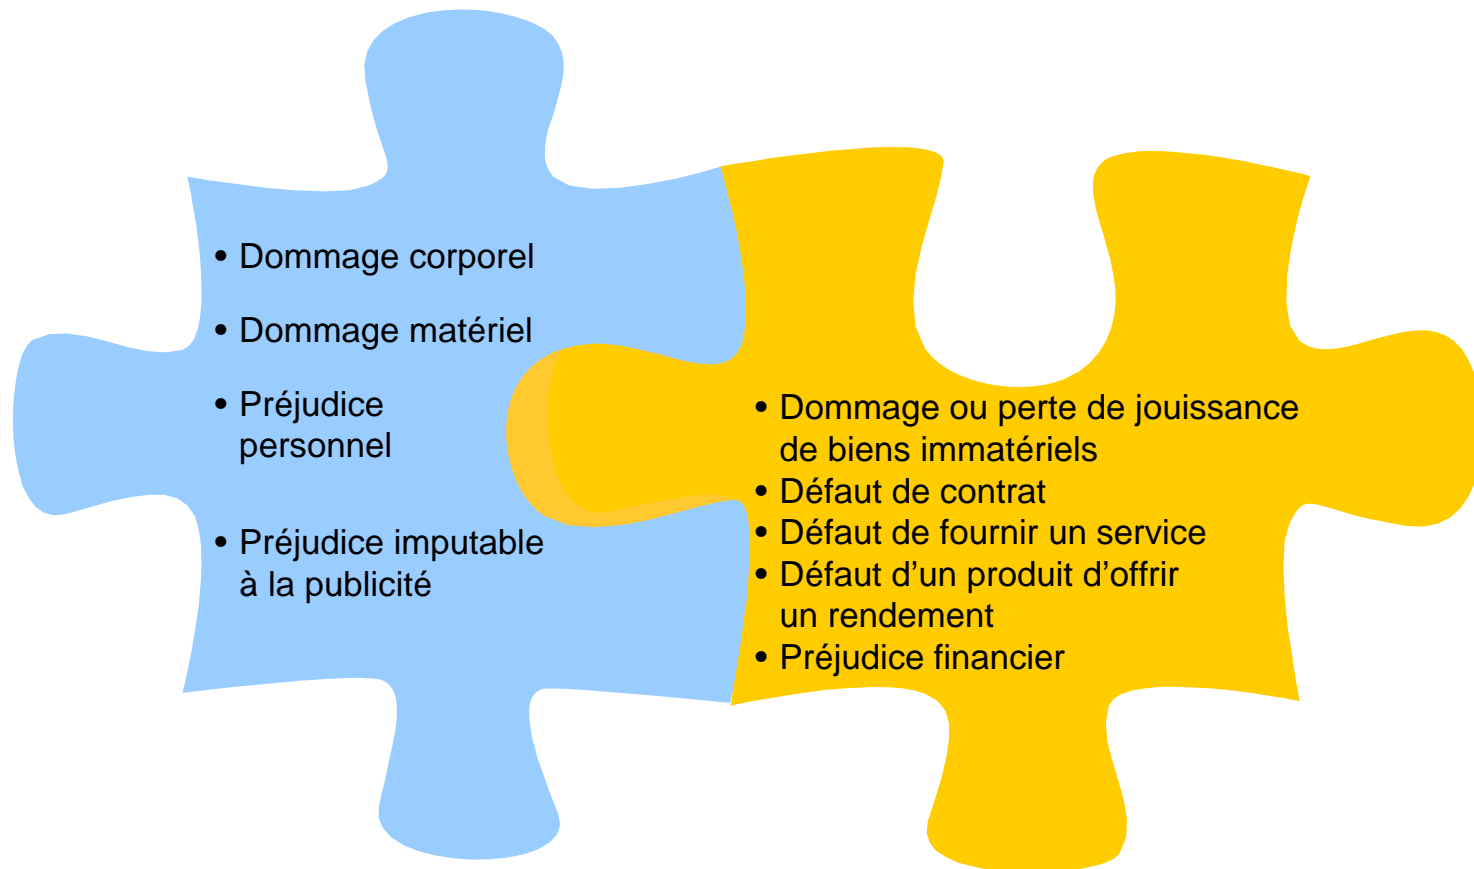 • Dommage corporel
• Dommage matériel
• Préjudice
personnel
• Préjudice imputable
à la publicité
• Dommage ou perte de jouissance
de biens immatériels
• Défaut de contrat
• Défaut de fournir un service
• Défaut d’un produit d’offrir
un rendement
• Préjudice financier